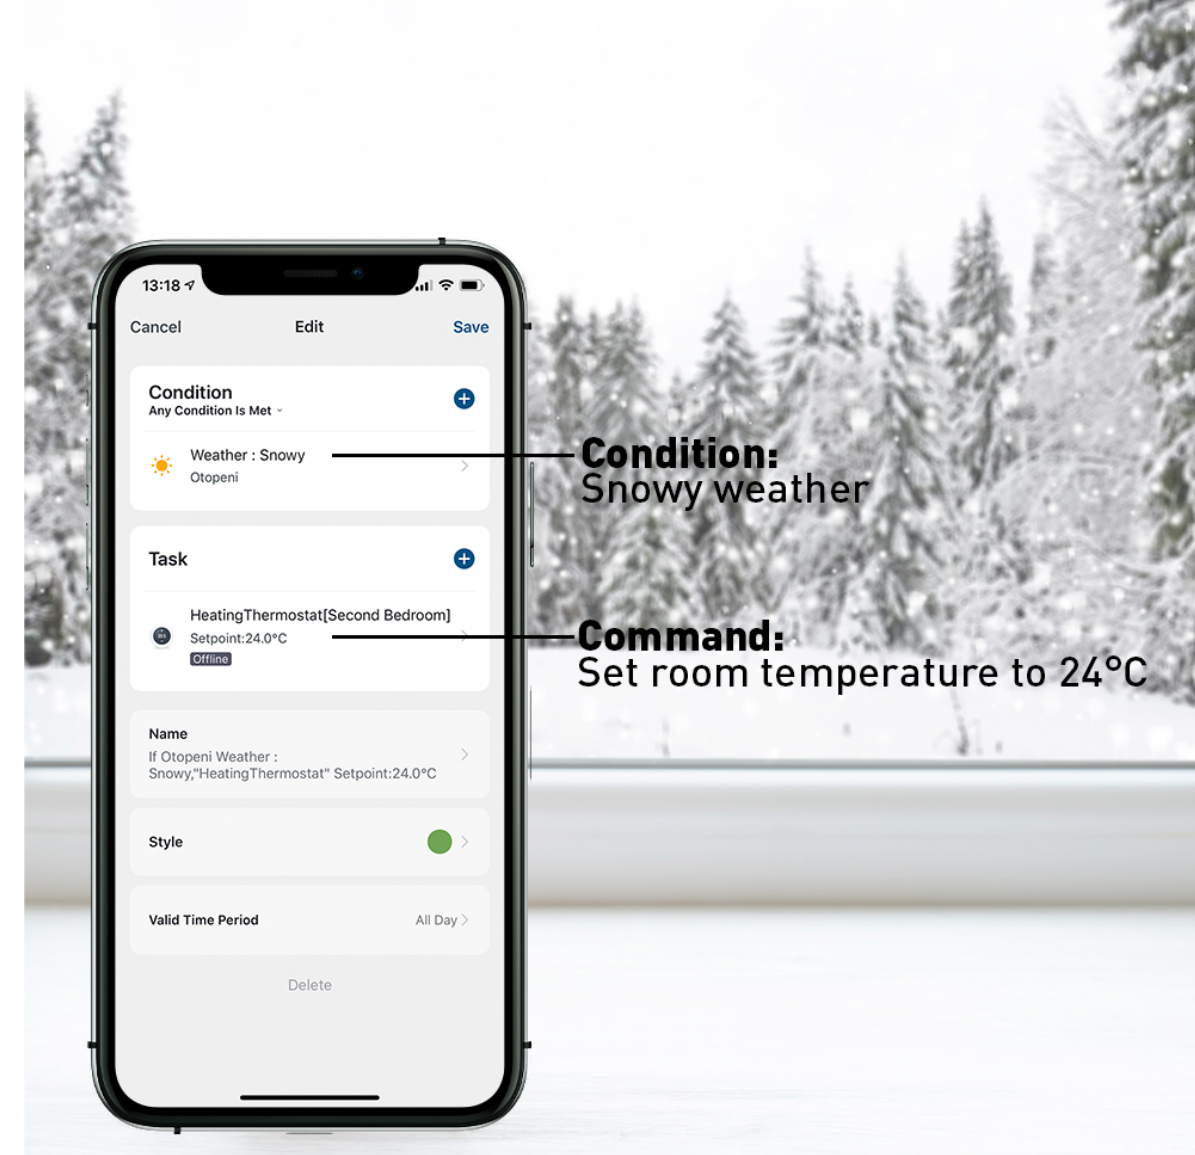 13:18
Cancel Edit Save
Condition
Any Condition Is Met
Weather : Snowy
Otopeni
Condition:
Snowy weather
Task
HeatingThermostat[Second Bedroom]
Setpoint:24.0°C
Offline
Command:
Set room temperature to 24°C
Name
If Otopeni Weather :
Snowy,"HeatingThermostat" Setpoint:24.0°C
Style
Valid Time Period All Day
Delete